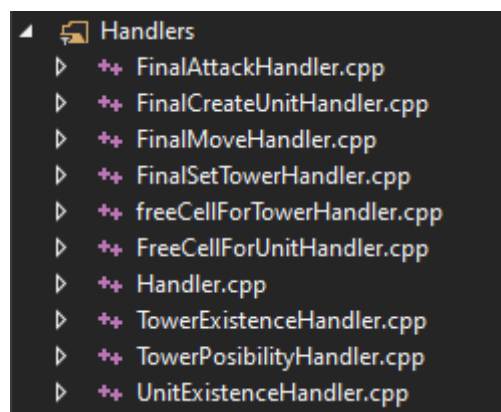 Handlers
FinalAttackHandler.cpp
FinalCreateUnitHandler.cpp
FinalMoveHandler.cpp
FinalSetTowerHandler.cpp
freeCellForTowerHandler.cpp
FreeCellForUnitHandler.cpp
Handler.cpp
TowerExistenceHandler.cpp
TowerPosibilityHandler.cpp
UnitExistenceHandler.cpp